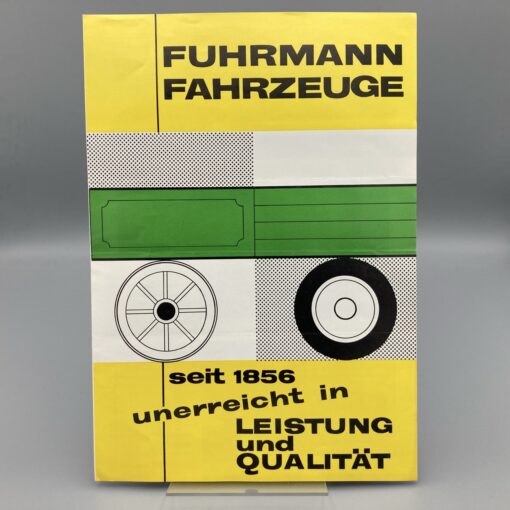 FUHRMANN
FAHRZEUGE
seit 1856
unerreicht in
LEISTUNG
und
QUALITÄT